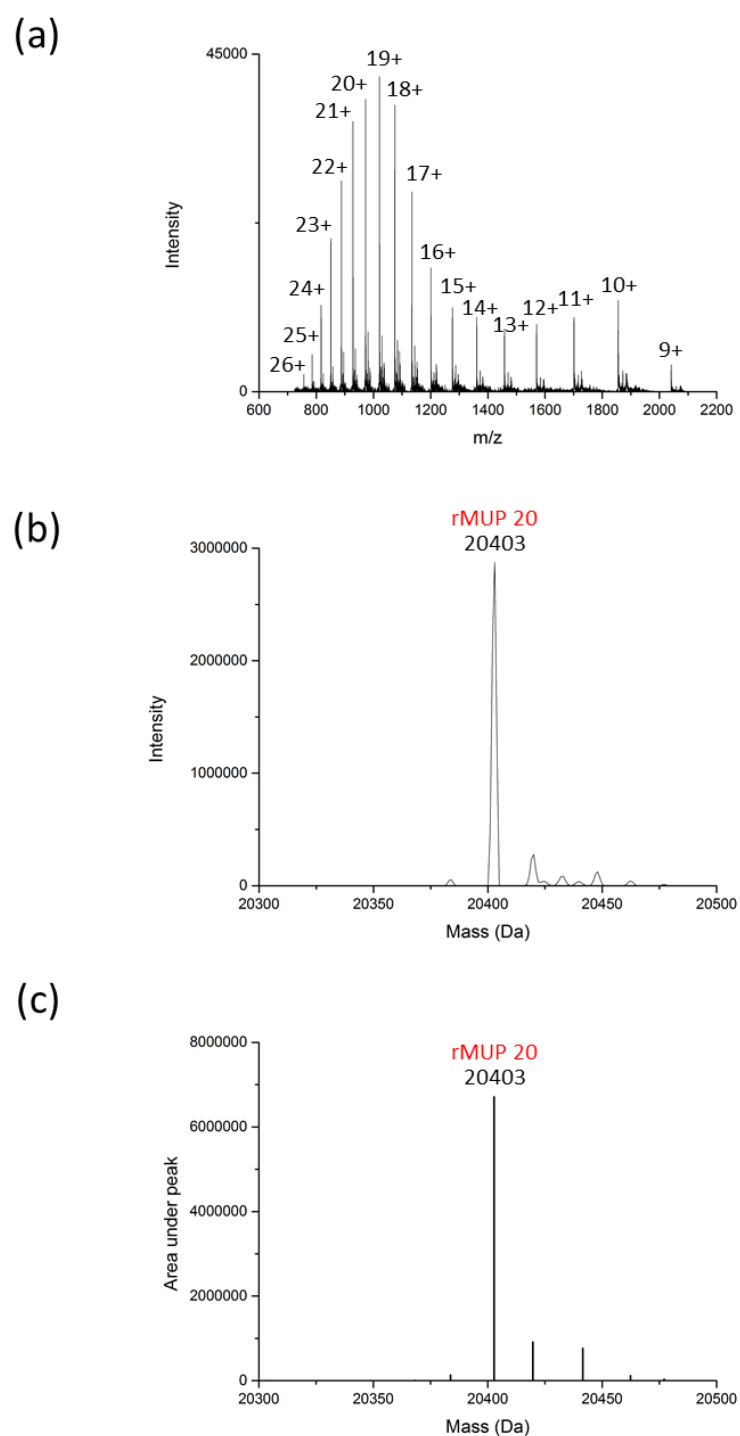 (a)
45000
19+
20+
18+
21+
22+
17+
23+
16+
24+
15+
14+
13+
12+
11+
10+
25+
26+
9+
0
Intensity
600 800 1000 1200 1400 1600 1800 2000 2200
m/z
(b)
rMUP 20
20403
3000000
2000000
1000000
0
Intensity
20300 20350 20400 20450 20500
Mass (Da)
(c)
rMUP 20
20403
8000000
6000000
4000000
2000000
0
Area under peak
20300 20350 20400 20450 20500
Mass (Da)